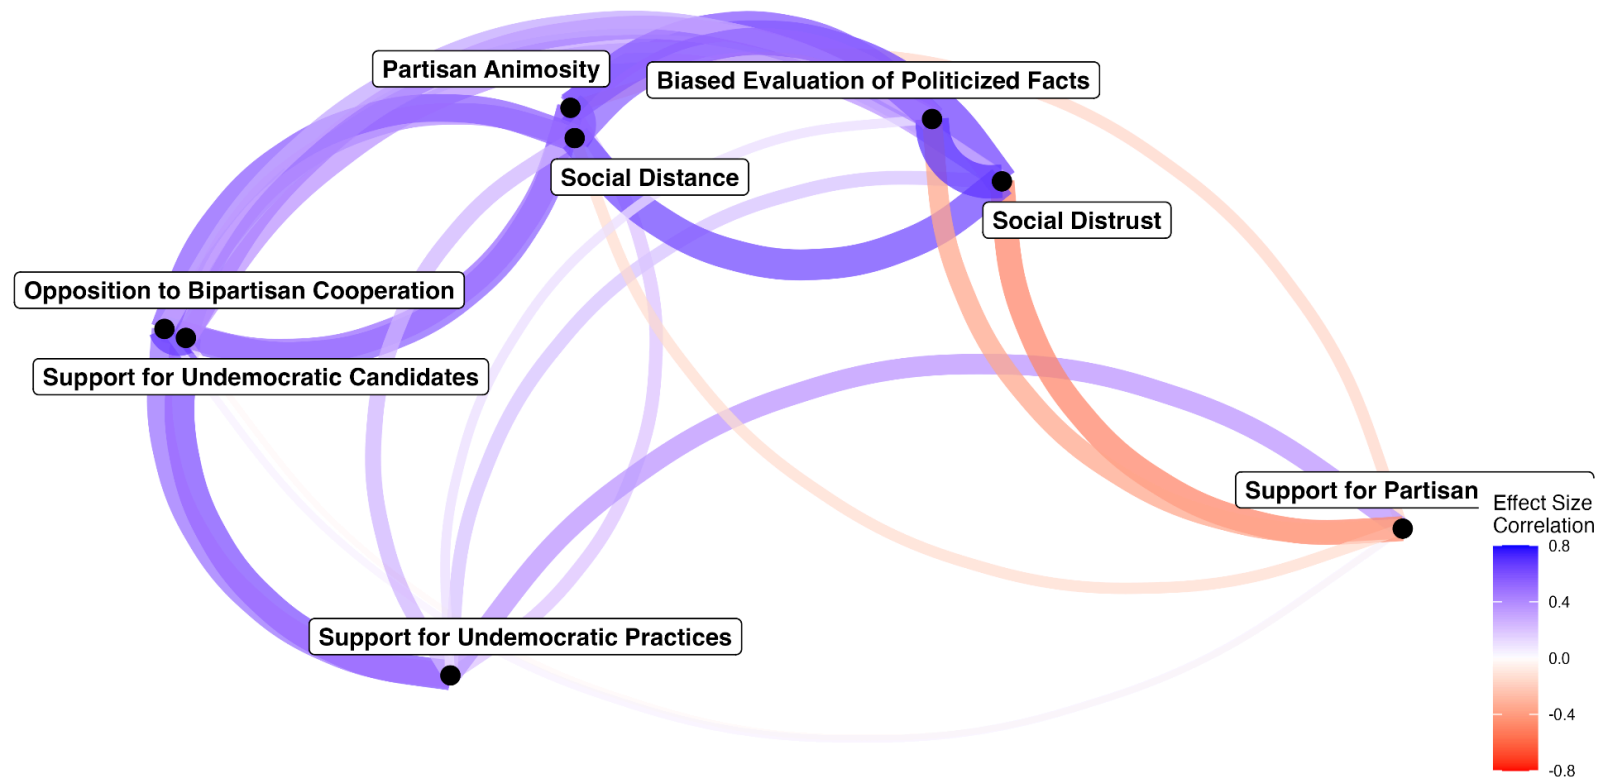 Partisan Animosity
Biased Evaluation of Politicized Facts
Social Distance
Social Distrust
Opposition to Bipartisan Cooperation
Support for Undemocratic Candidates
Support for Partisan
Effect Size
Correlation
0.8
0.4
0.0
-0.4
-0.8
Support for Undemocratic Practices